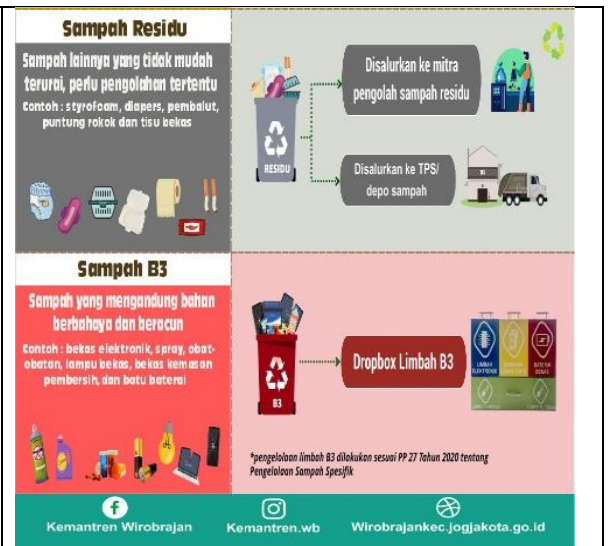 Sampah Residu
Sampah lainnya yang tidak mudah
terurai, perlu pengolahan tertentu
Contoh : styrofoam, diapers, pembalut,
puntung rokok dan tisu bekas
RESIDU
Disalurkan ke mitra
pengolah sampah residu
Disalurkan ke TPS/
depo sampah
Sampah B3
Sampah yang mengandung bahan
berbahaya dan beracun
Contoh : bekas elektronik, spray, obat-
obatan, lampu bekas, bekas kemasan
pembersih, dan batu baterai
B3
Dropbox Limbah B3
LIMBAH
ELEKTRONIK
BATERAI
BEKAS
*pengelolaan limbah B3 dilakukan sesuai PP 27 Tahun 2020 tentang
Pengelolaan Sampah Spesifik
Kemantren Wirobrajan
Kemantren.wb
Wirobrajankec.jogjakota.go.id